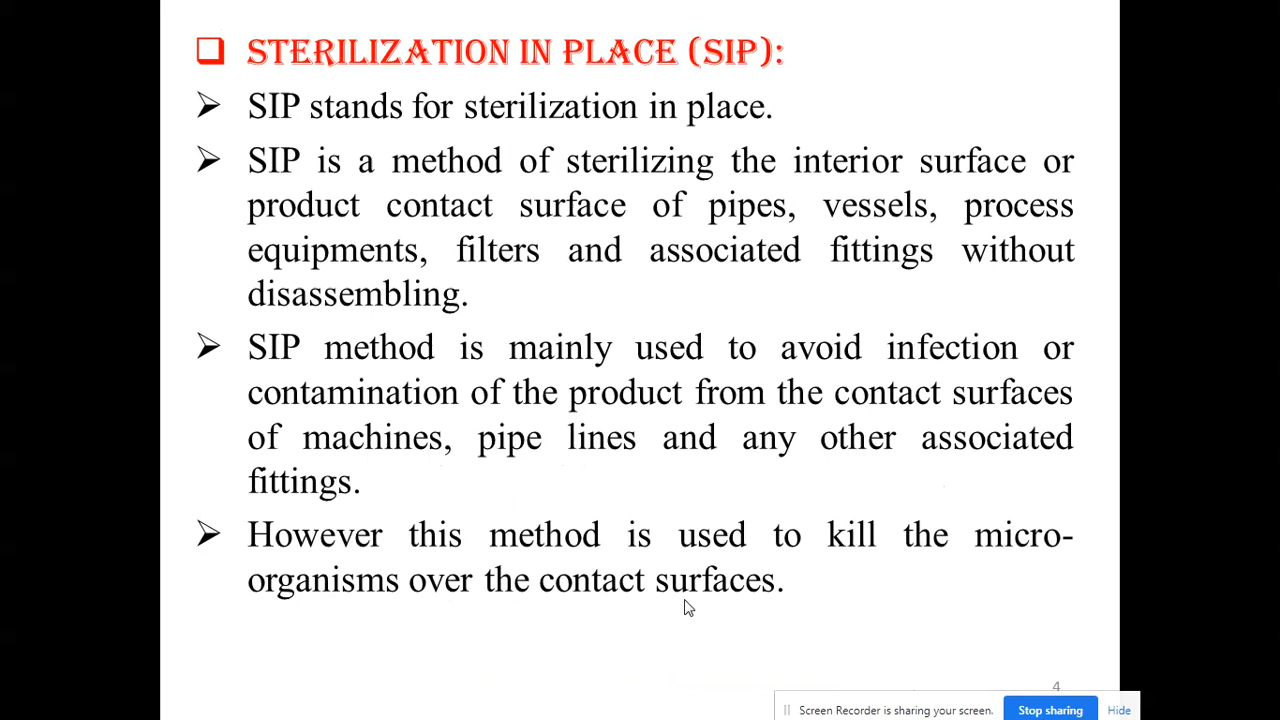 STERILIZATION IN PLACE (SIP):
SIP stands for sterilization in place.
SIP is a method of sterilizing the interior surface or
product contact surface of pipes, vessels, process
equipments, filters and associated fittings without
disassembling.
SIP method is mainly used to avoid infection or
contamination of the product from the contact surfaces
of machines, pipe lines and any other associated
fittings.
However this method is used to kill the micro-
organisms over the contact surfaces.
4
Screen Recorder is sharing your screen. Stop sharing Hide